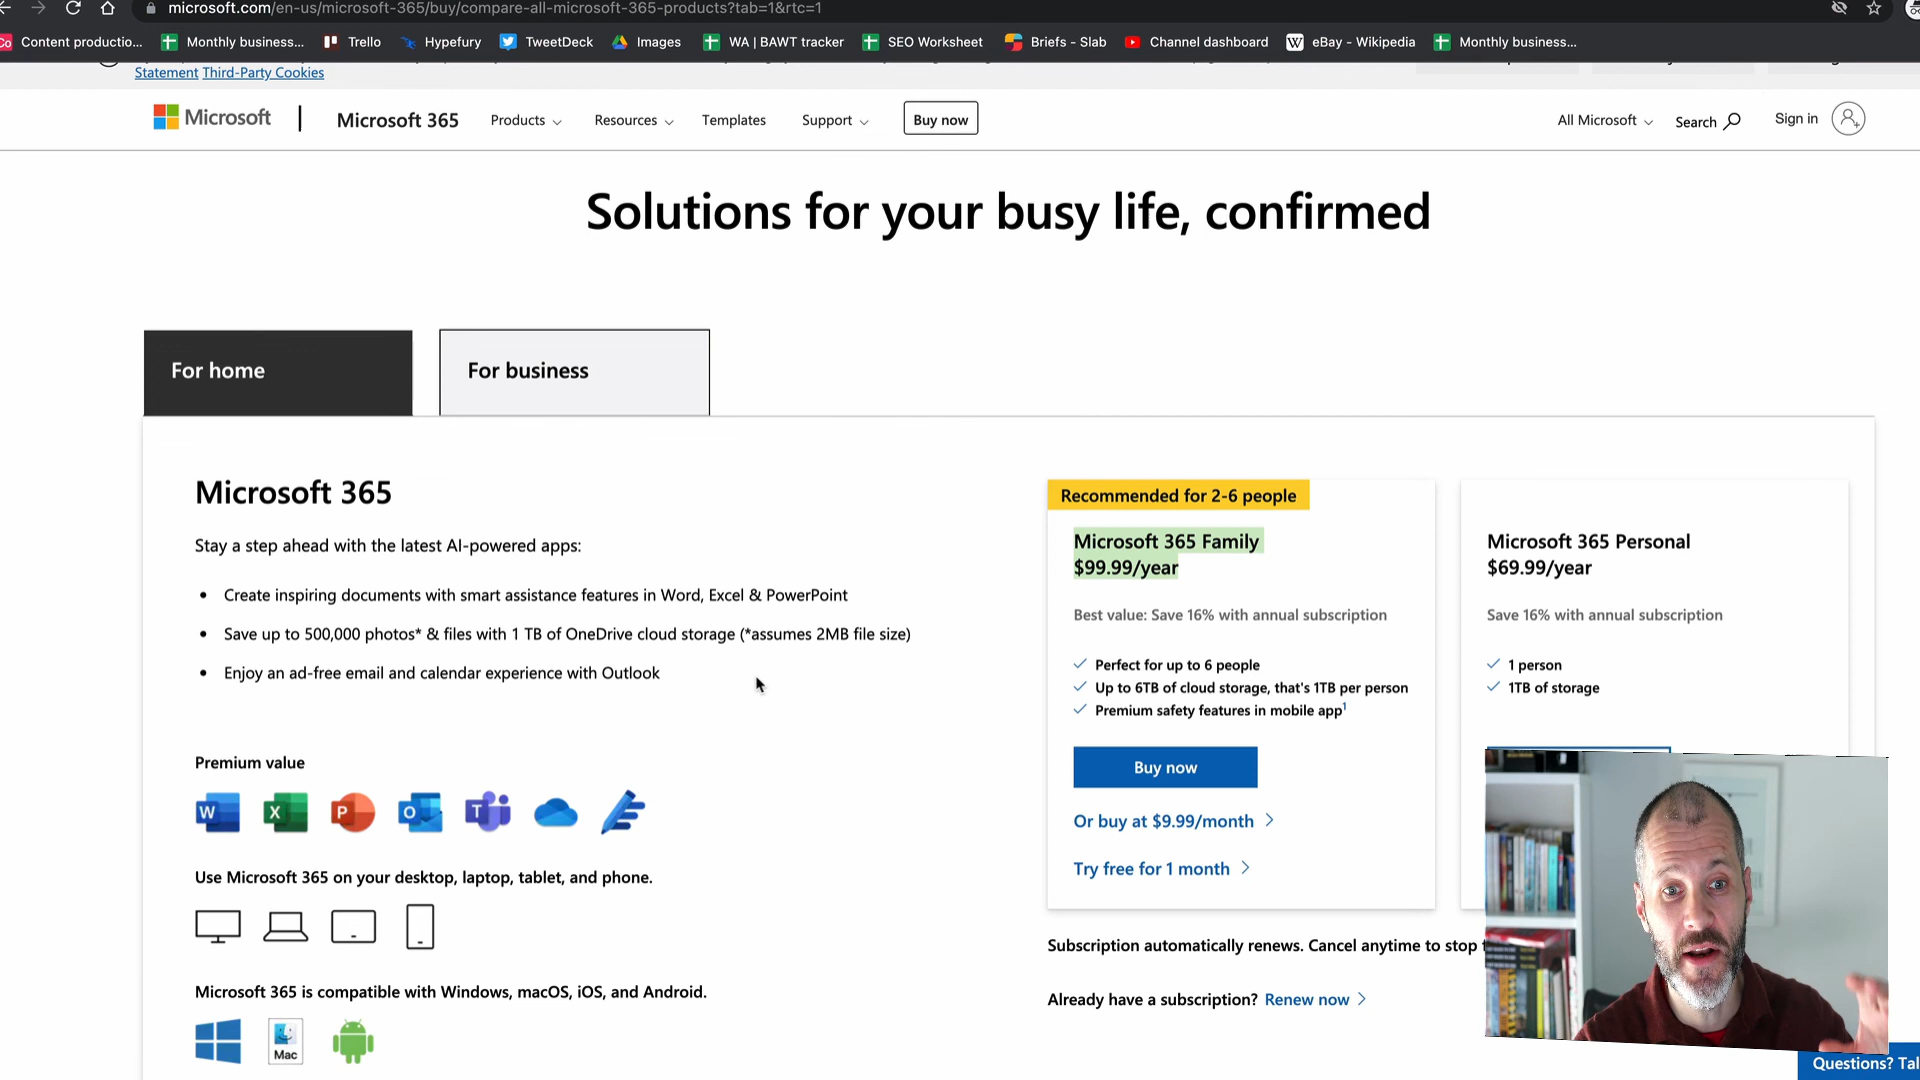 microsoft.com/en-us/microsoft-365/buy/compare-all-microsoft-365-products?tab=1&rtc=1
Content productio... Monthly business... Trello Hypefury TweetDeck Images WA | BAWT tracker SEO Worksheet Briefs - Slab Channel dashboard eBay - Wikipedia Monthly business...
Statement Third-Party Cookies
Microsoft Microsoft 365 Products Resources Templates Support Buy now All Microsoft Search Sign in
Solutions for your busy life, confirmed
For home For business
Microsoft 365
Stay a step ahead with the latest AI-powered apps:
Create inspiring documents with smart assistance features in Word, Excel & PowerPoint
Save up to 500,000 photos* & files with 1 TB of OneDrive cloud storage (*assumes 2MB file size)
Enjoy an ad-free email and calendar experience with Outlook
Premium value
W X P O T
Use Microsoft 365 on your desktop, laptop, tablet, and phone.
Microsoft 365 is compatible with Windows, macOS, iOS, and Android.
Mac
Recommended for 2-6 people
Microsoft 365 Family
$99.99/year
Best value: Save 16% with annual subscription
Perfect for up to 6 people
Up to 6TB of cloud storage, that's 1TB per person
Premium safety features in mobile app1
Buy now
Or buy at $9.99/month
Try free for 1 month
Microsoft 365 Personal
$69.99/year
Save 16% with annual subscription
1 person
1TB of storage
Subscription automatically renews. Cancel anytime to stop
Already have a subscription? Renew now
Questions? Tal